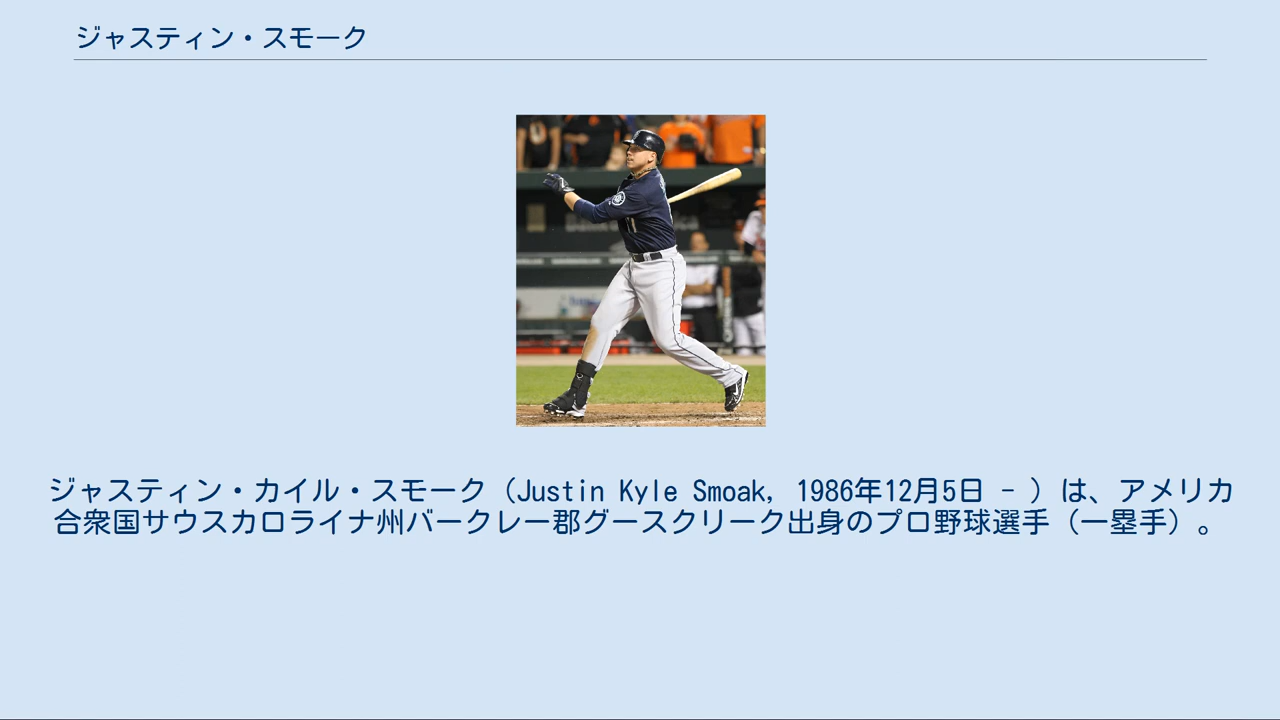 ジャスティン・スモーク
ジャスティン・カイル・スモーク（Justin Kyle Smoak, 1986年12月5日 - ）は、アメリカ
合衆国サウスカロライナ州バークレー郡グースクリーク出身のプロ野球選手（一塁手）。